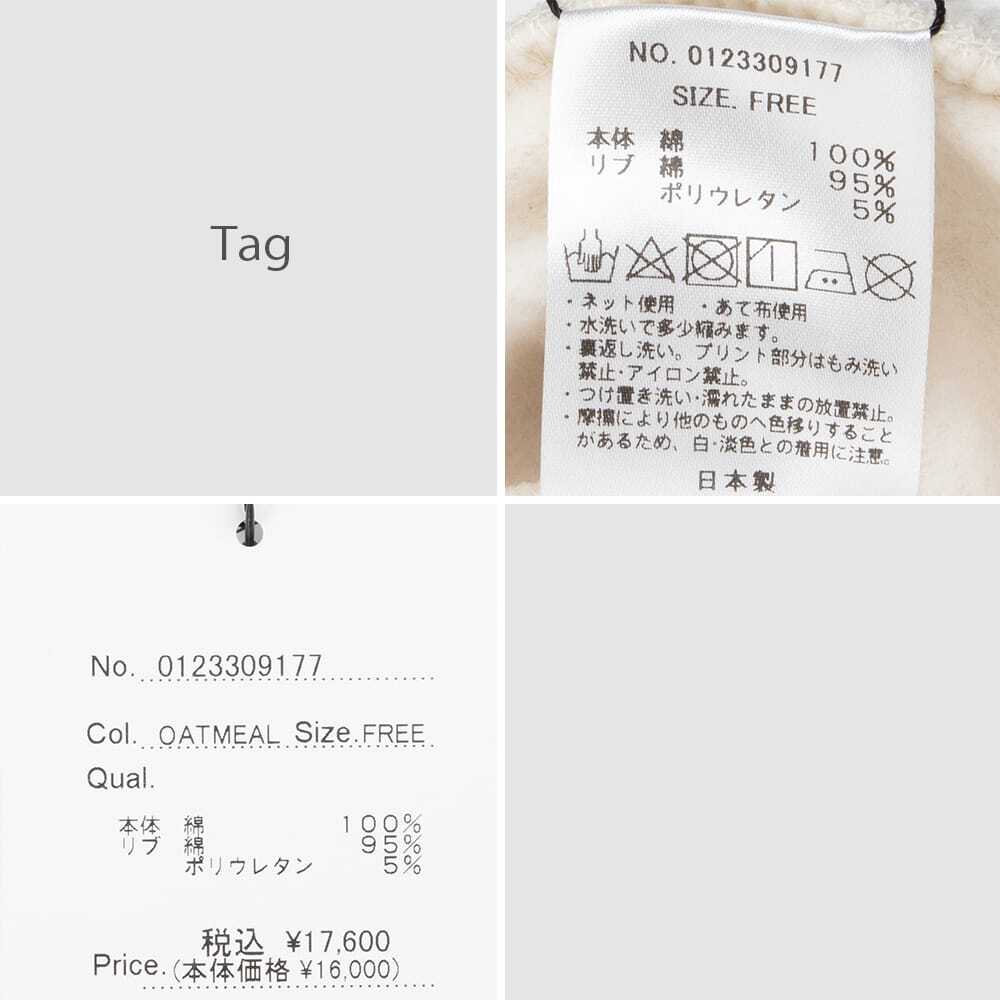 Tag
NO. 0123309177
SIZE. FREE
本体 綿 100%
リブ 綿 95%
ポリウレタン 5%
・ネット使用 ・あて布使用
・水洗いで多少縮みます。
・裏返し洗い。プリント部分はもみ洗い
禁止・アイロン禁止。
・つけ置き洗い・濡れたままの放置禁止。
・摩擦により他のものへ色移りすること
があるため、白・淡色との着用に注意。
日本製
No. 0123309177
Col. OATMEAL Size. FREE
Qual.
本体 綿 100%
リブ 綿 95%
ポリウレタン 5%
税込 ¥17,600
Price. (本体価格 ¥16,000)